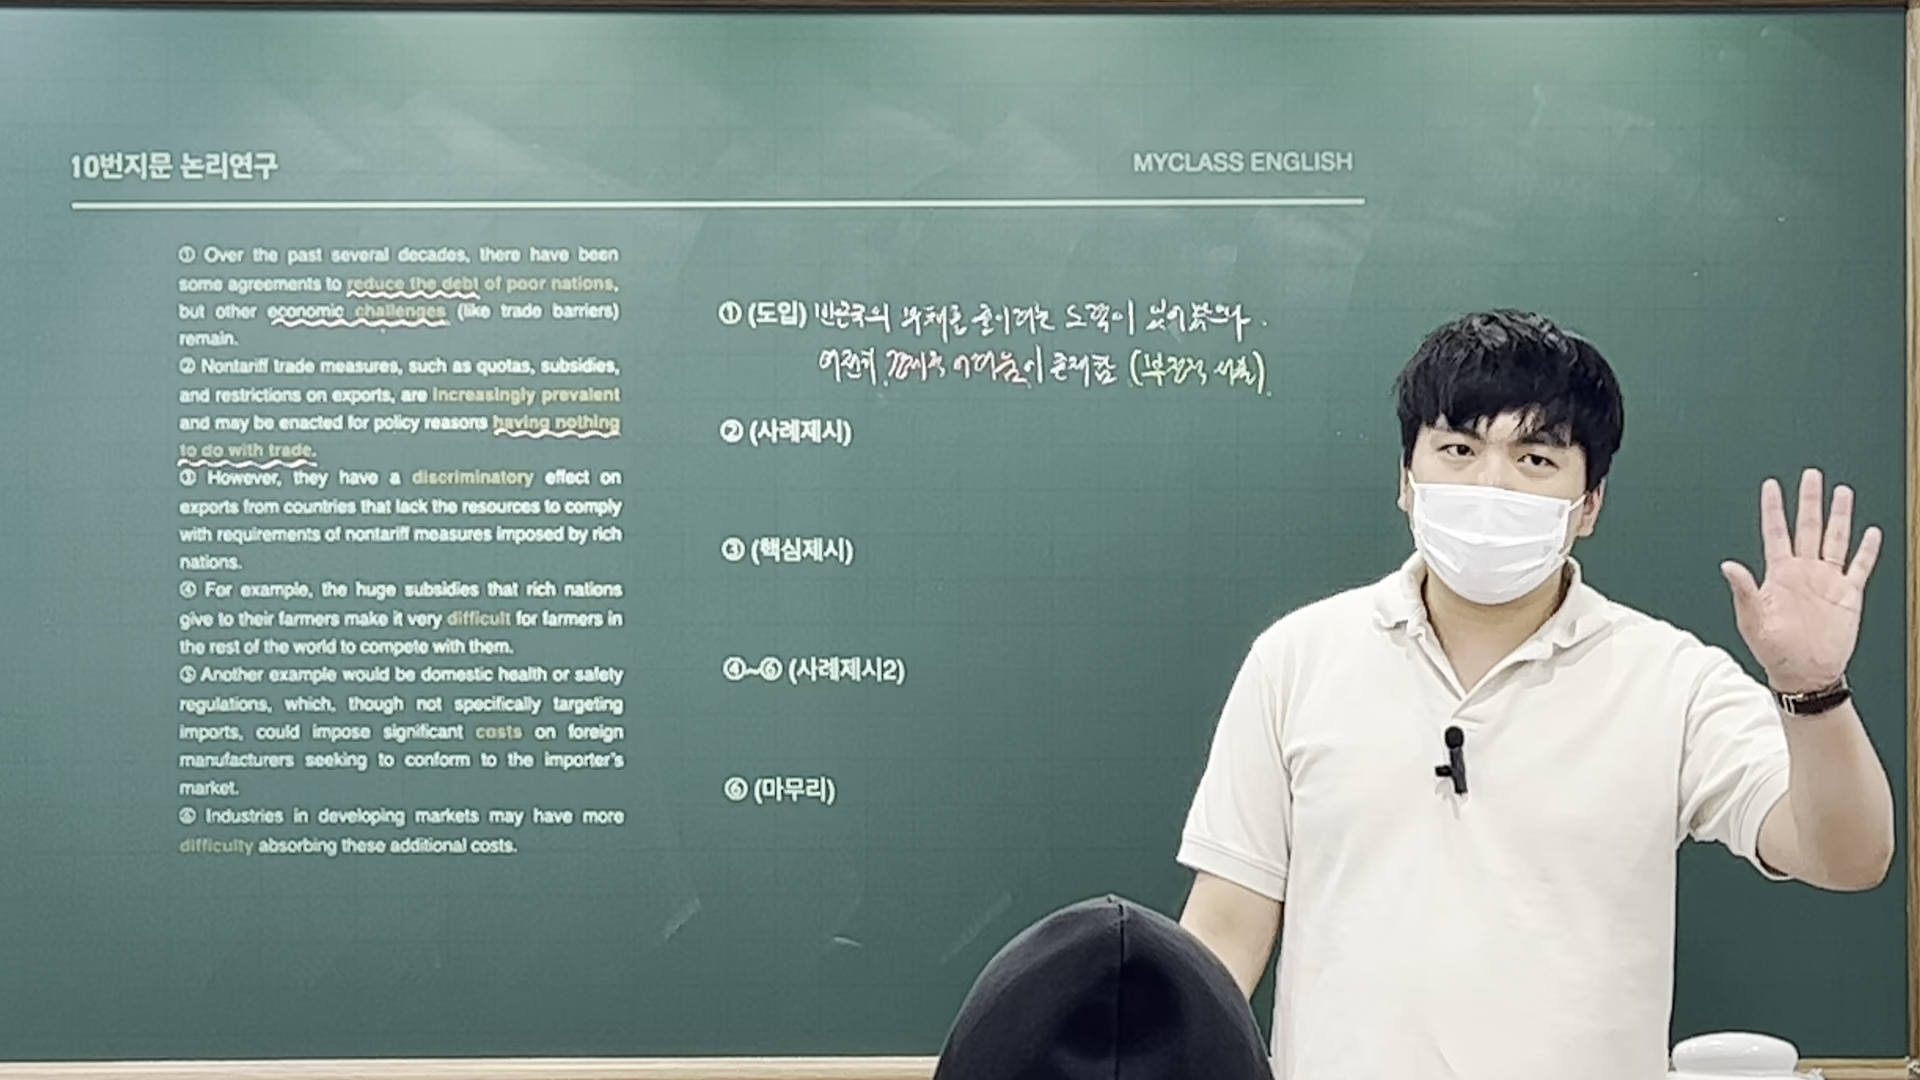 10번지문 논리연구
MYCLASS ENGLISH
① Over the past several decades, there have been
some agreements to reduce the debt of poor nations,
but other economic challenges (like trade barriers)
remain.
② Nontariff trade measures, such as quotas, subsidies,
and restrictions on exports, are increasingly prevalent
and may be enacted for policy reasons having nothing
to do with trade.
③ However, they have a discriminatory effect on
exports from countries that lack the resources to comply
with requirements of nontariff measures imposed by rich
nations.
④ For example, the huge subsidies that rich nations
give to their farmers make it very difficult for farmers in
the rest of the world to compete with them.
⑤ Another example would be domestic health or safety
regulations, which, though not specifically targeting
imports, could impose significant costs on foreign
manufacturers seeking to conform to the importer's
market.
⑥ Industries in developing markets may have more
difficulty absorbing these additional costs.
① (도입) 빈곤국의 부채를 줄이려는 노력이 있어왔으나.
여전히 경제적 어려움이 존재함 (부정적 서술).
② (사례제시)
③ (핵심제시)
④~⑥ (사례제시2)
⑥ (마무리)